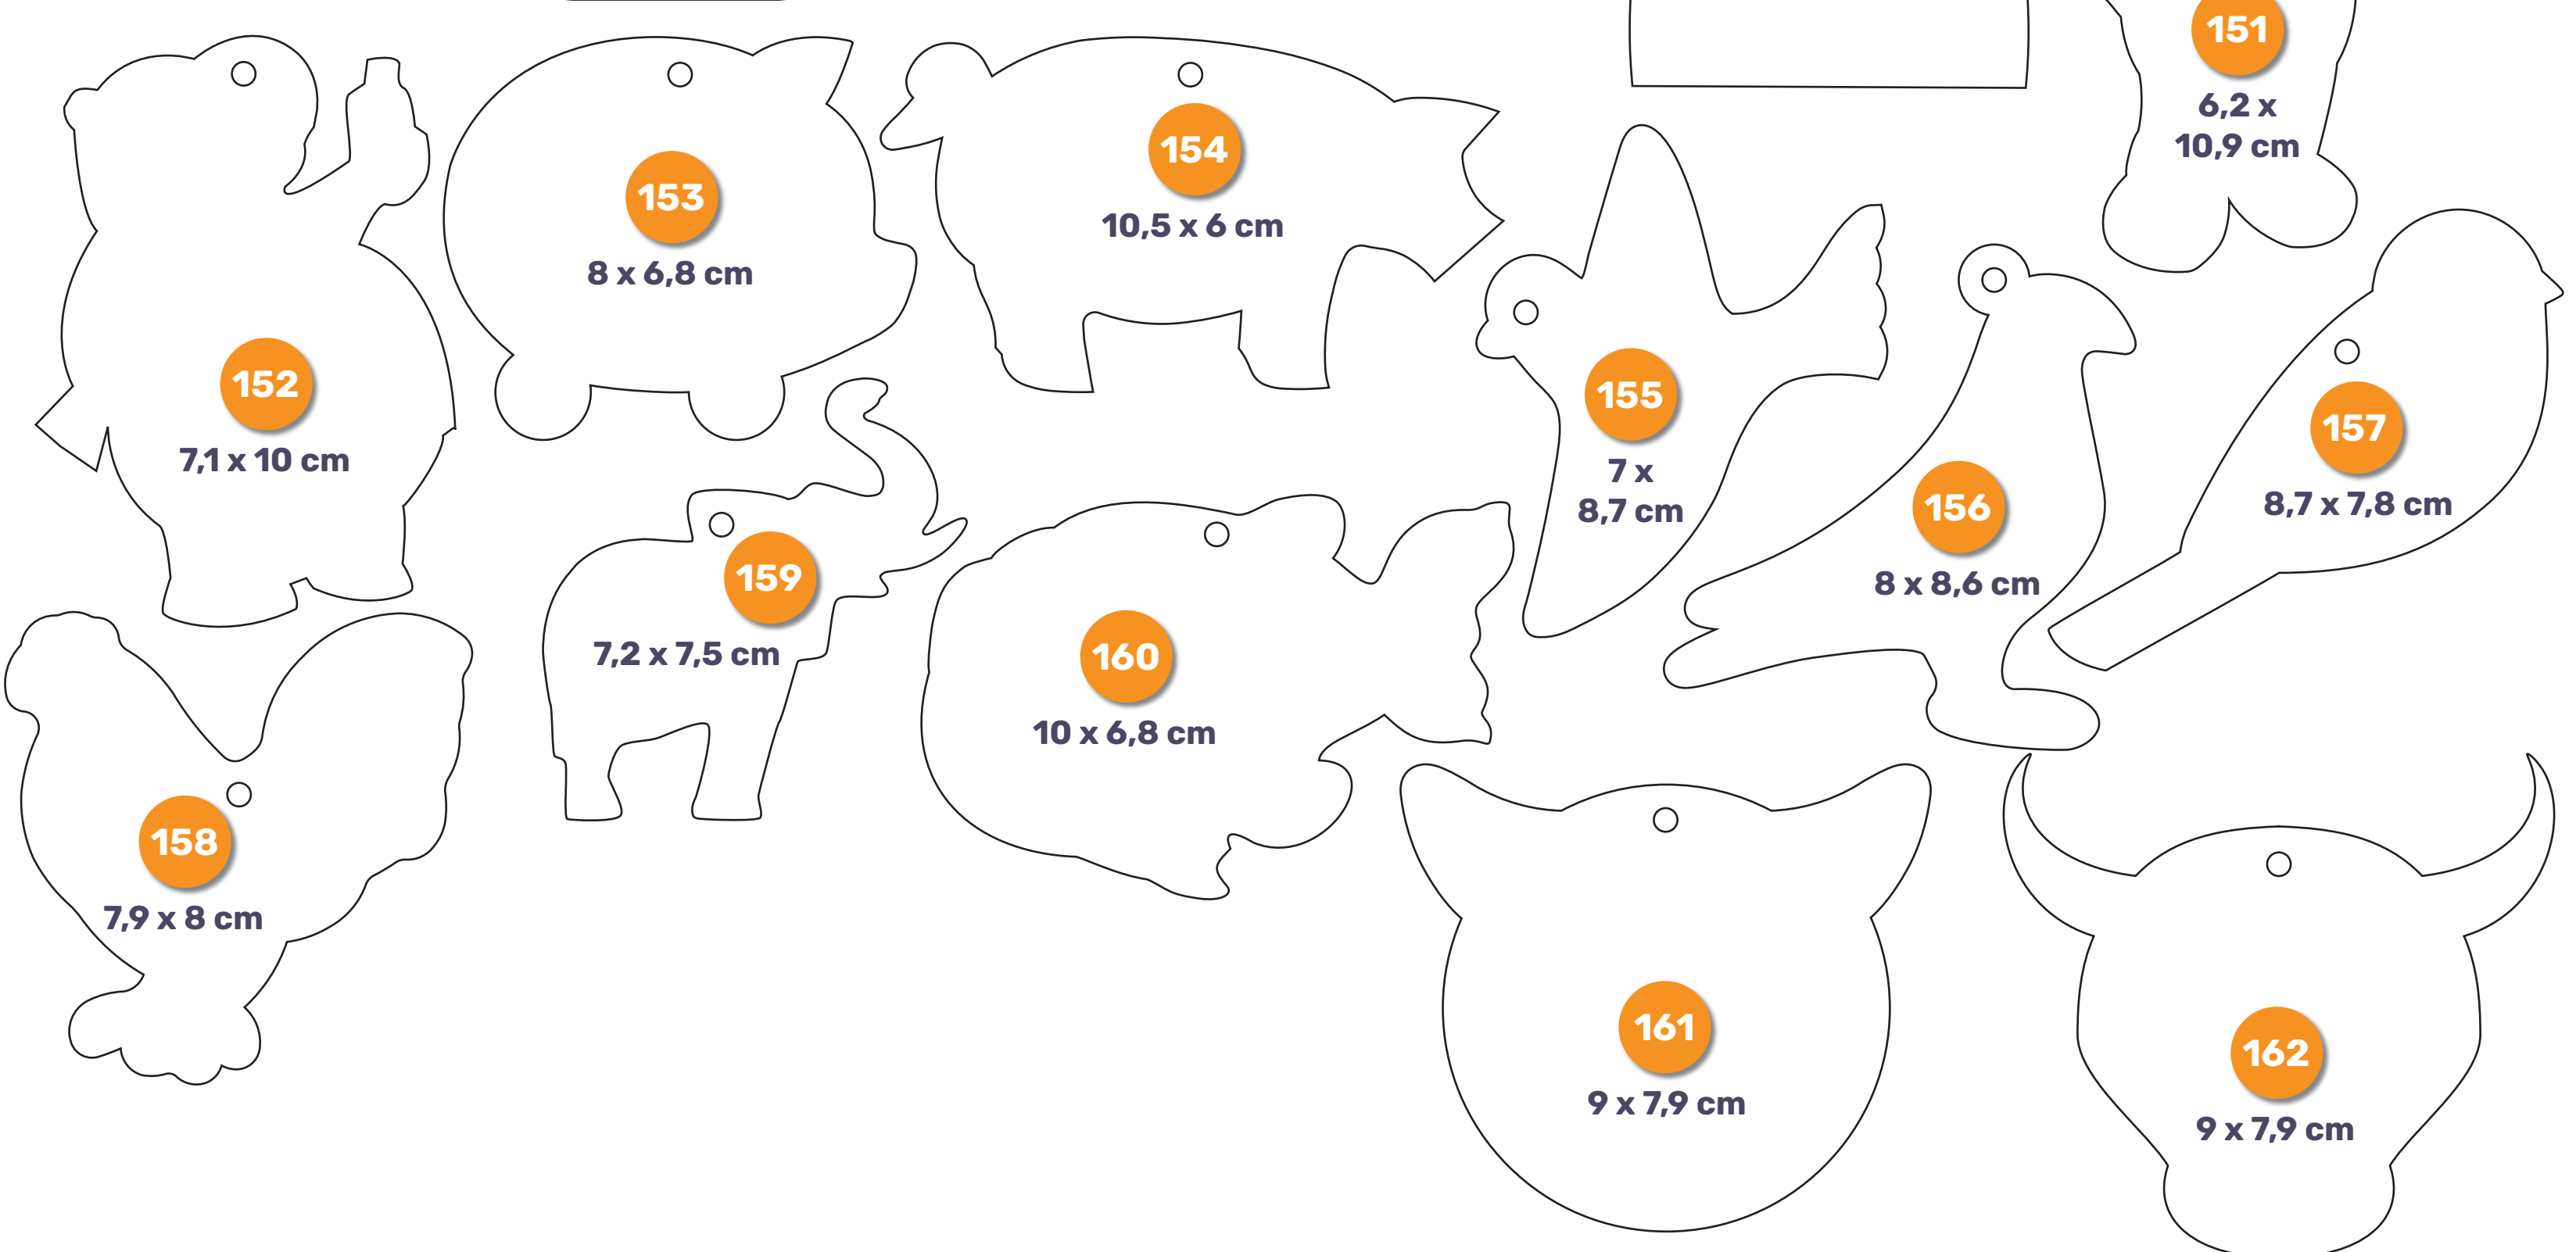 151
6,2 x
10,9 cm
152
7,1 x 10 cm
153
8 x 6,8 cm
154
10,5 x 6 cm
155
7 x
8,7 cm
156
8 x 8,6 cm
157
8,7 x 7,8 cm
158
7,9 x 8 cm
159
7,2 x 7,5 cm
160
10 x 6,8 cm
161
9 x 7,9 cm
162
9 x 7,9 cm